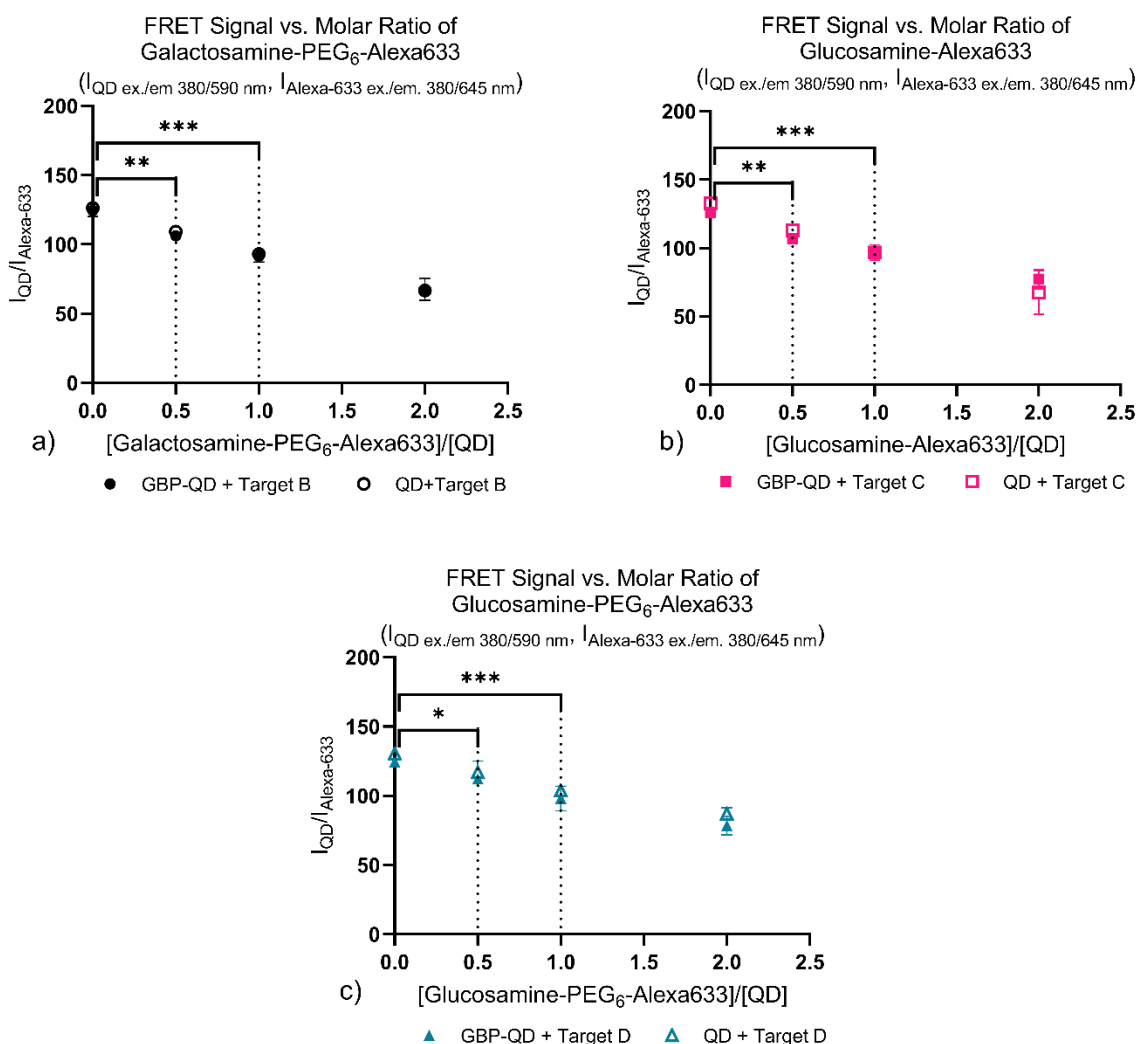 FRET Signal vs. Molar Ratio of
Galactosamine-PEG6-Alexa633
(IQD ex./em 380/590 nm, IAlexa-633 ex./em. 380/645 nm)
200
150
100
50
0
IQD/IAlexa-633
***
**
0.0 0.5 1.0 1.5 2.0 2.5
a) [Galactosamine-PEG6-Alexa633]/[QD]
GBP-QD + Target B QD+Target B
FRET Signal vs. Molar Ratio of
Glucosamine-Alexa633
(IQD ex./em 380/590 nm, IAlexa-633 ex./em. 380/645 nm)
200
150
100
50
0
IQD/IAlexa-633
***
**
0.0 0.5 1.0 1.5 2.0 2.5
b) [Glucosamine-Alexa633]/[QD]
GBP-QD + Target C QD + Target C
FRET Signal vs. Molar Ratio of
Glucosamine-PEG6-Alexa633
(IQD ex./em 380/590 nm, IAlexa-633 ex./em. 380/645 nm)
200
150
100
50
0
IQD/IAlexa-633
***
*
0.0 0.5 1.0 1.5 2.0 2.5
c) [Glucosamine-PEG6-Alexa633]/[QD]
GBP-QD + Target D QD + Target D